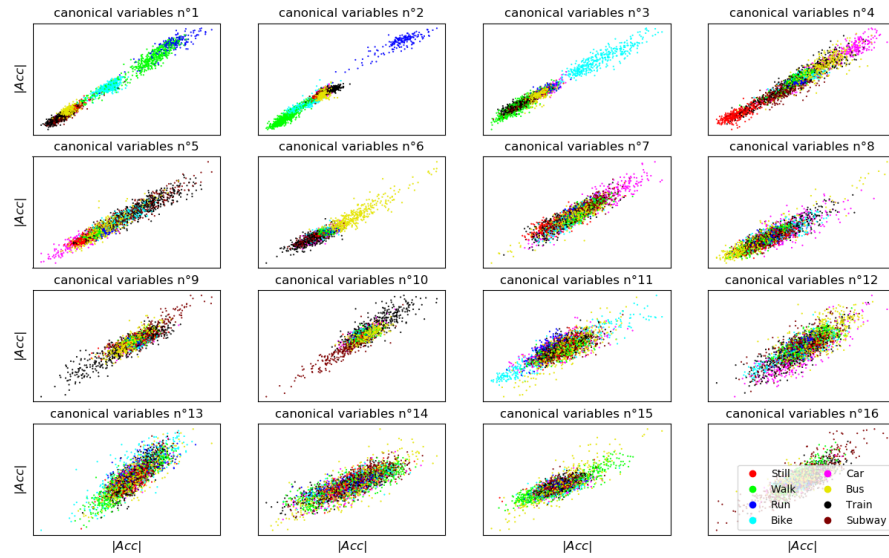 canonical variables n°1 canonical variables n°2 canonical variables n°3 canonical variables n°4
|Acc|
canonical variables n°5 canonical variables n°6 canonical variables n°7 canonical variables n°8
|Acc|
canonical variables n°9 canonical variables n°10 canonical variables n°11 canonical variables n°12
|Acc|
canonical variables n°13 canonical variables n°14 canonical variables n°15 canonical variables n°16
|Acc|
Still Car
Walk Bus
Run Train
Bike Subway
|Acc| |Acc| |Acc| |Acc|